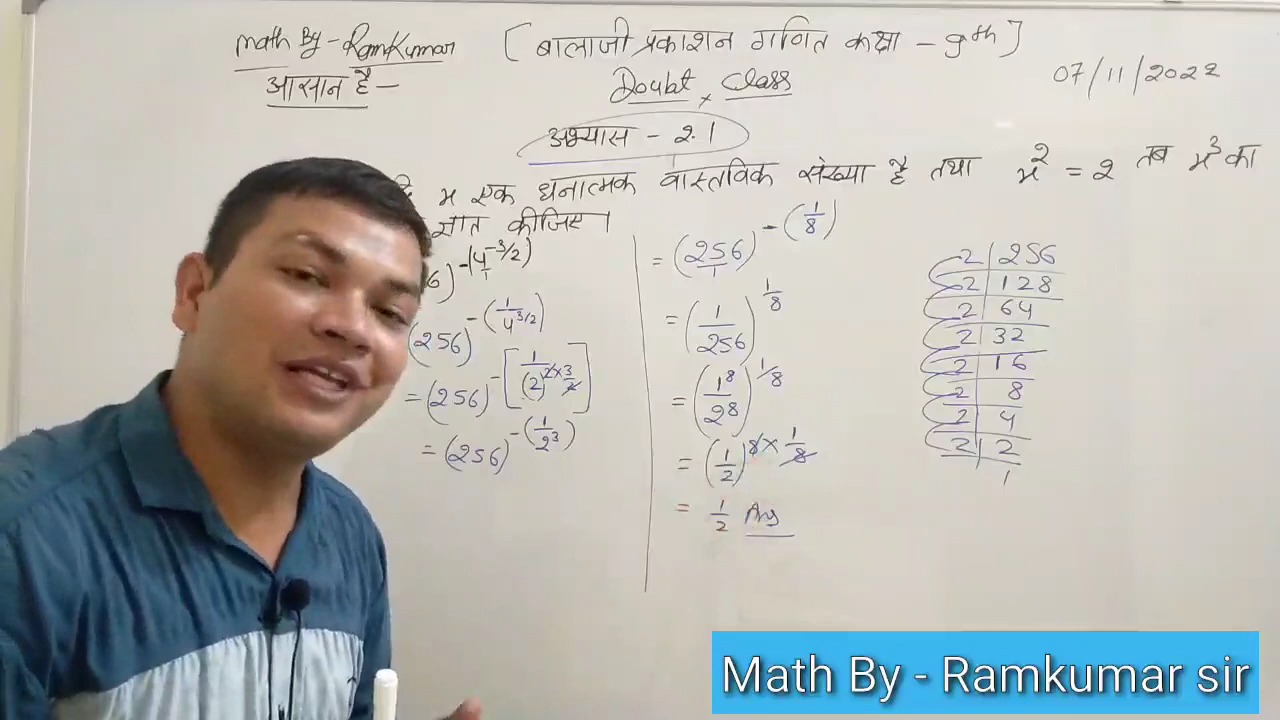 Math By - RamKumar
[ बालाजी प्रकाशन गणित कक्षा - 9th ]
आसान है -
Doubt Class
07/11/2022
अभ्यास - 2.1
x एक धनात्मक वास्तविक संख्या है तथा x² = 2 तब x³ का
ज्ञात कीजिए।
6)^-(4^-3/2)
(256)^-(1/4^3/2)
= (256)^-[1/(2)^2×3/2]
= (256)^-(1/2³)
= (256)^-(1/8)
= (1/256)^1/8
= (1⁸/2⁸)^1/8
= (1/2)^8×1/8
= 1/2 Ans
2 | 256
2 | 128
2 | 64
2 | 32
2 | 16
2 | 8
2 | 4
2 | 2
1
Math By - Ramkumar sir